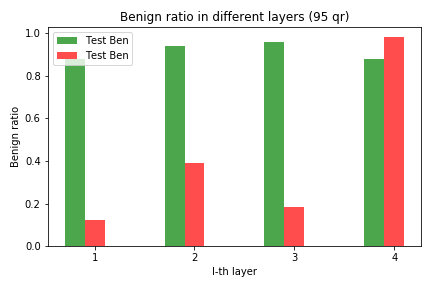 Benign ratio in different layers (95 qr)
Test Ben
Test Ben
1.0
0.8
0.6
0.4
0.2
0.0
Benign ratio
1 2 3 4
l-th layer